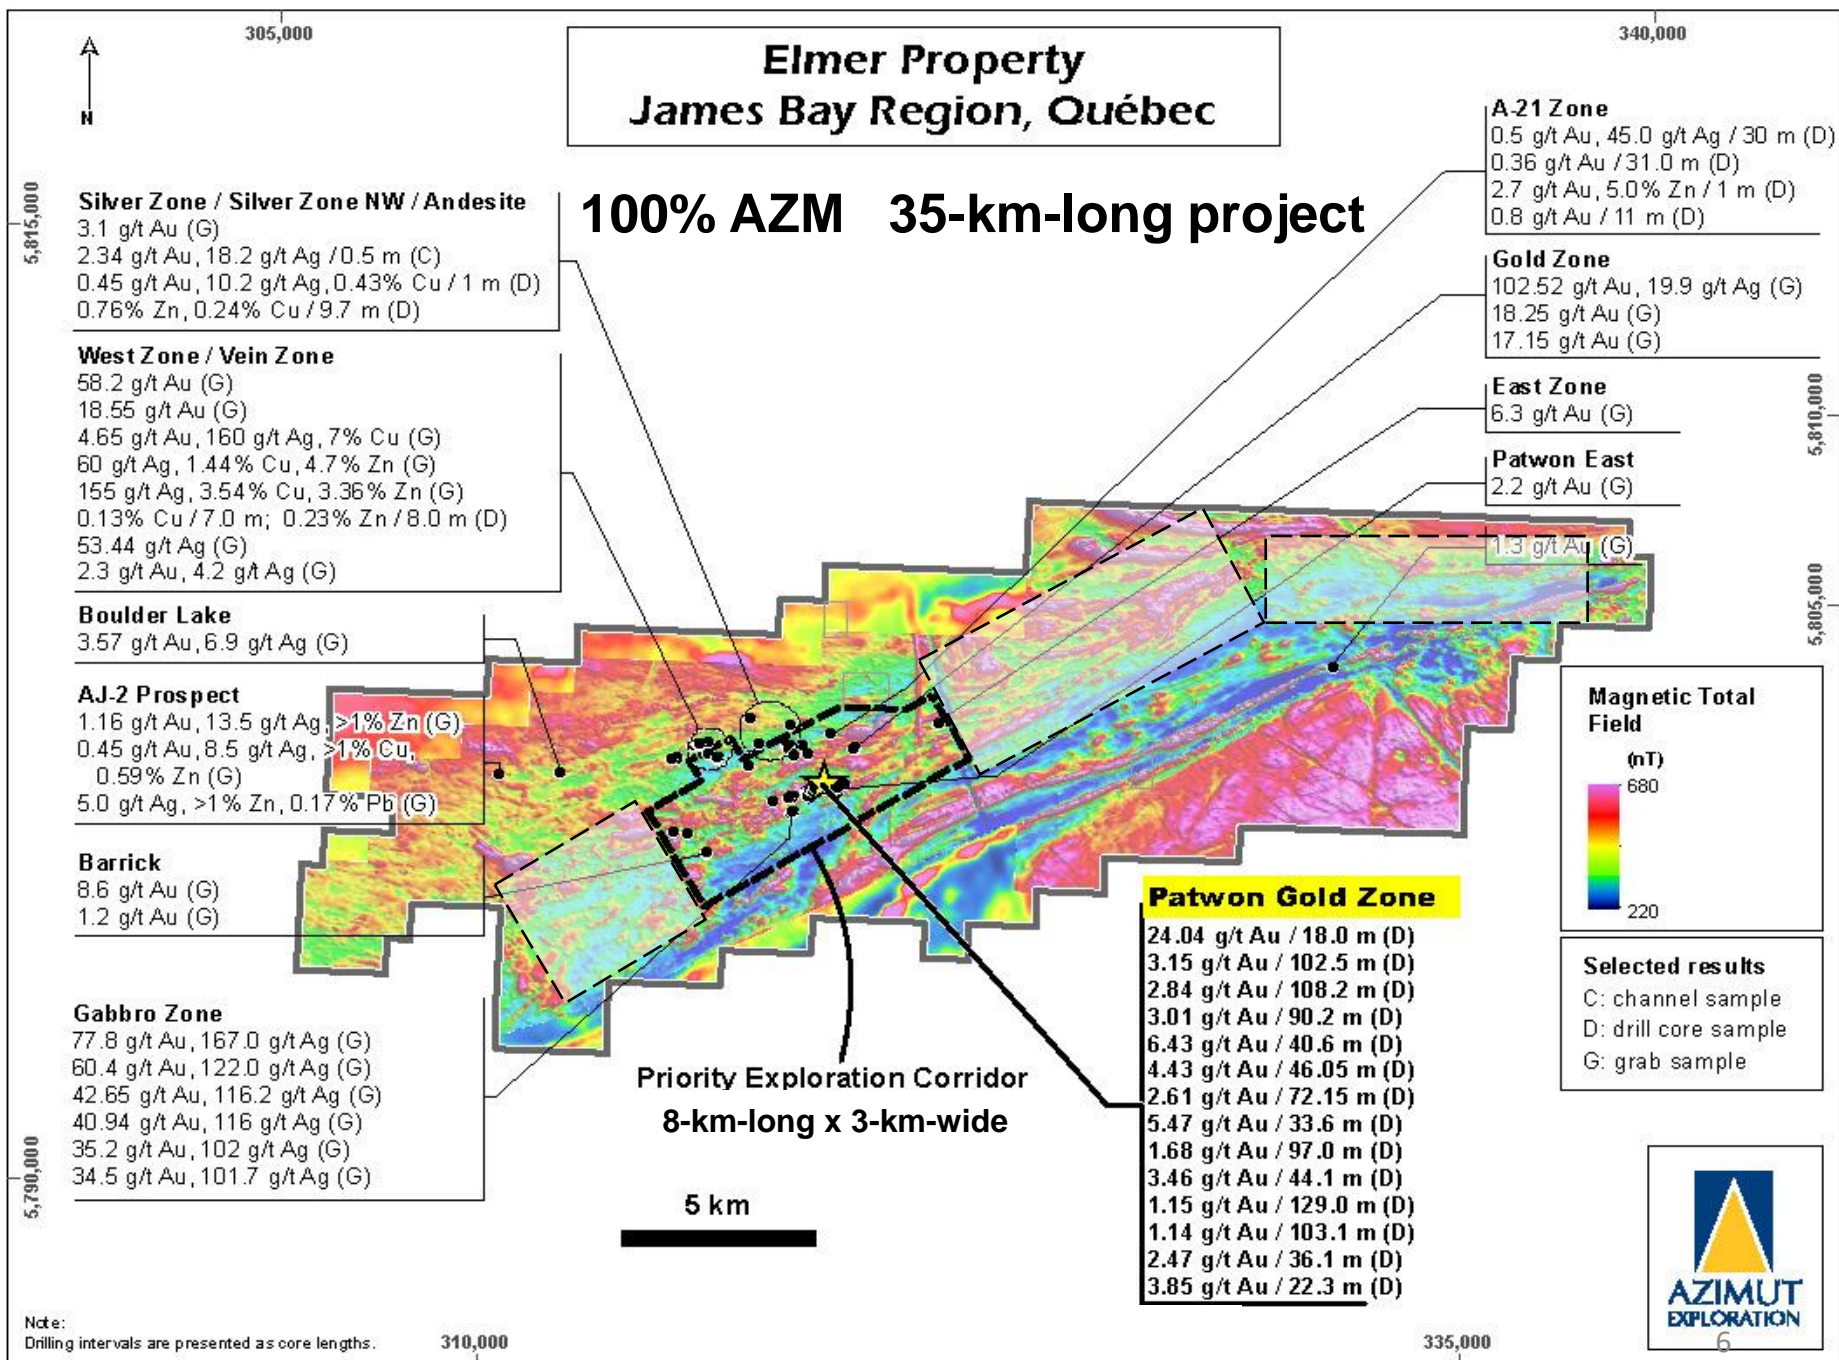 305,000
340,000
N
Elmer Property
James Bay Region, Québec
100% AZM 35-km-long project
5,815,000
Silver Zone / Silver Zone NW / Andesite
3.1 g/t Au (G)
2.34 g/t Au, 18.2 g/t Ag / 0.5 m (C)
0.45 g/t Au, 10.2 g/t Ag, 0.43% Cu / 1 m (D)
0.76% Zn, 0.24% Cu / 9.7 m (D)
West Zone / Vein Zone
58.2 g/t Au (G)
18.55 g/t Au (G)
4.65 g/t Au, 160 g/t Ag, 7% Cu (G)
60 g/t Ag, 1.44% Cu, 4.7% Zn (G)
155 g/t Ag, 3.54% Cu, 3.36% Zn (G)
0.13% Cu / 7.0 m; 0.23% Zn / 8.0 m (D)
53.44 g/t Ag (G)
2.3 g/t Au, 4.2 g/t Ag (G)
Boulder Lake
3.57 g/t Au, 6.9 g/t Ag (G)
AJ-2 Prospect
1.16 g/t Au, 13.5 g/t Ag, >1% Zn (G)
0.45 g/t Au, 8.5 g/t Ag, >1% Cu,
0.59% Zn (G)
5.0 g/t Ag, >1% Zn, 0.17% Pb (G)
Barrick
8.6 g/t Au (G)
1.2 g/t Au (G)
Gabbro Zone
77.8 g/t Au, 167.0 g/t Ag (G)
60.4 g/t Au, 122.0 g/t Ag (G)
42.65 g/t Au, 116.2 g/t Ag (G)
40.94 g/t Au, 116 g/t Ag (G)
35.2 g/t Au, 102 g/t Ag (G)
34.5 g/t Au, 101.7 g/t Ag (G)
5,790,000
A-21 Zone
0.5 g/t Au, 45.0 g/t Ag / 30 m (D)
0.36 g/t Au / 31.0 m (D)
2.7 g/t Au, 5.0% Zn / 1 m (D)
0.8 g/t Au / 11 m (D)
Gold Zone
102.52 g/t Au, 19.9 g/t Ag (G)
18.25 g/t Au (G)
17.15 g/t Au (G)
East Zone
6.3 g/t Au (G)
Patwon East
2.2 g/t Au (G)
1.3 g/t Au (G)
5,810,000
5,805,000
Magnetic Total
Field
(nT)
680
220
Selected results
C: channel sample
D: drill core sample
G: grab sample
Patwon Gold Zone
24.04 g/t Au / 18.0 m (D)
3.15 g/t Au / 102.5 m (D)
2.84 g/t Au / 108.2 m (D)
3.01 g/t Au / 90.2 m (D)
6.43 g/t Au / 40.6 m (D)
4.43 g/t Au / 46.05 m (D)
2.61 g/t Au / 72.15 m (D)
5.47 g/t Au / 33.6 m (D)
1.68 g/t Au / 97.0 m (D)
3.46 g/t Au / 44.1 m (D)
1.15 g/t Au / 129.0 m (D)
1.14 g/t Au / 103.1 m (D)
2.47 g/t Au / 36.1 m (D)
3.85 g/t Au / 22.3 m (D)
Priority Exploration Corridor
8-km-long x 3-km-wide
5 km
AZIMUT
EXPLORATION
6
Note:
Drilling intervals are presented as core lengths.
310,000
335,000